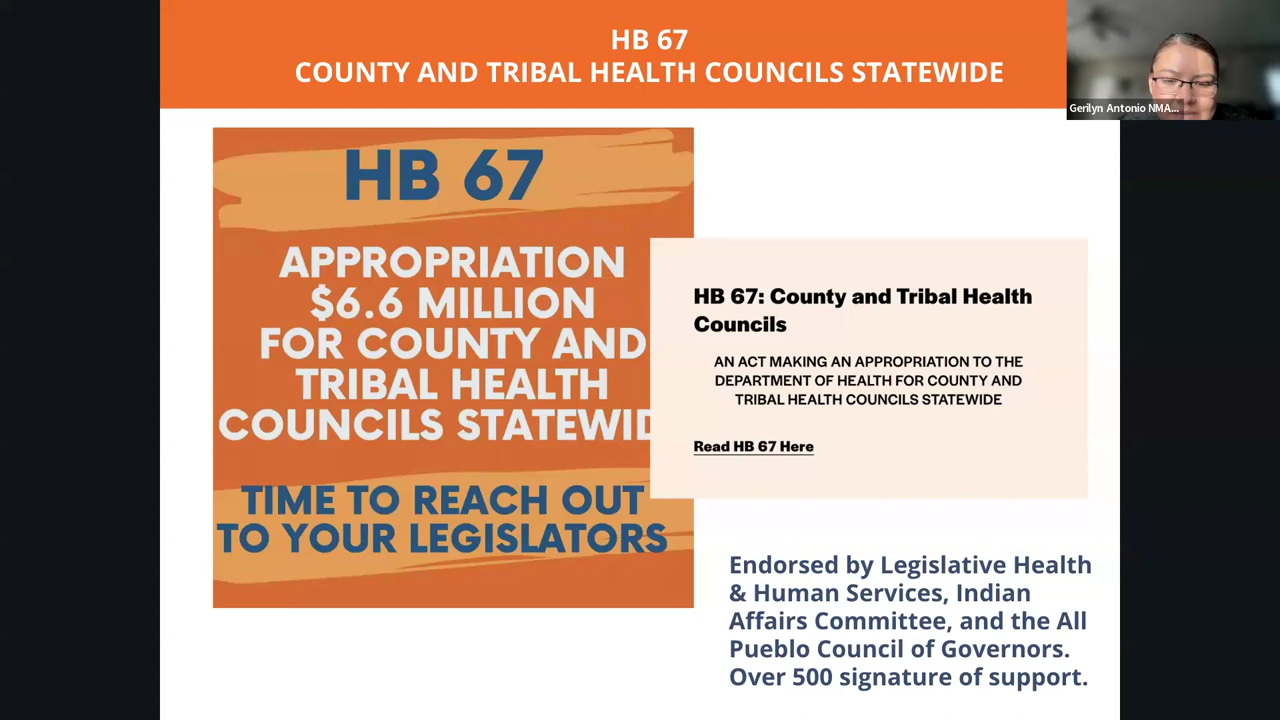 HB 67
COUNTY AND TRIBAL HEALTH COUNCILS STATEWIDE
Gerilyn Antonio NMA...
HB 67
APPROPRIATION
$6.6 MILLION
FOR COUNTY AND
TRIBAL HEALTH
COUNCILS STATEWID
TIME TO REACH OUT
TO YOUR LEGISLATORS
HB 67: County and Tribal Health
Councils
AN ACT MAKING AN APPROPRIATION TO THE
DEPARTMENT OF HEALTH FOR COUNTY AND
TRIBAL HEALTH COUNCILS STATEWIDE
Read HB 67 Here
Endorsed by Legislative Health
& Human Services, Indian
Affairs Committee, and the All
Pueblo Council of Governors.
Over 500 signature of support.